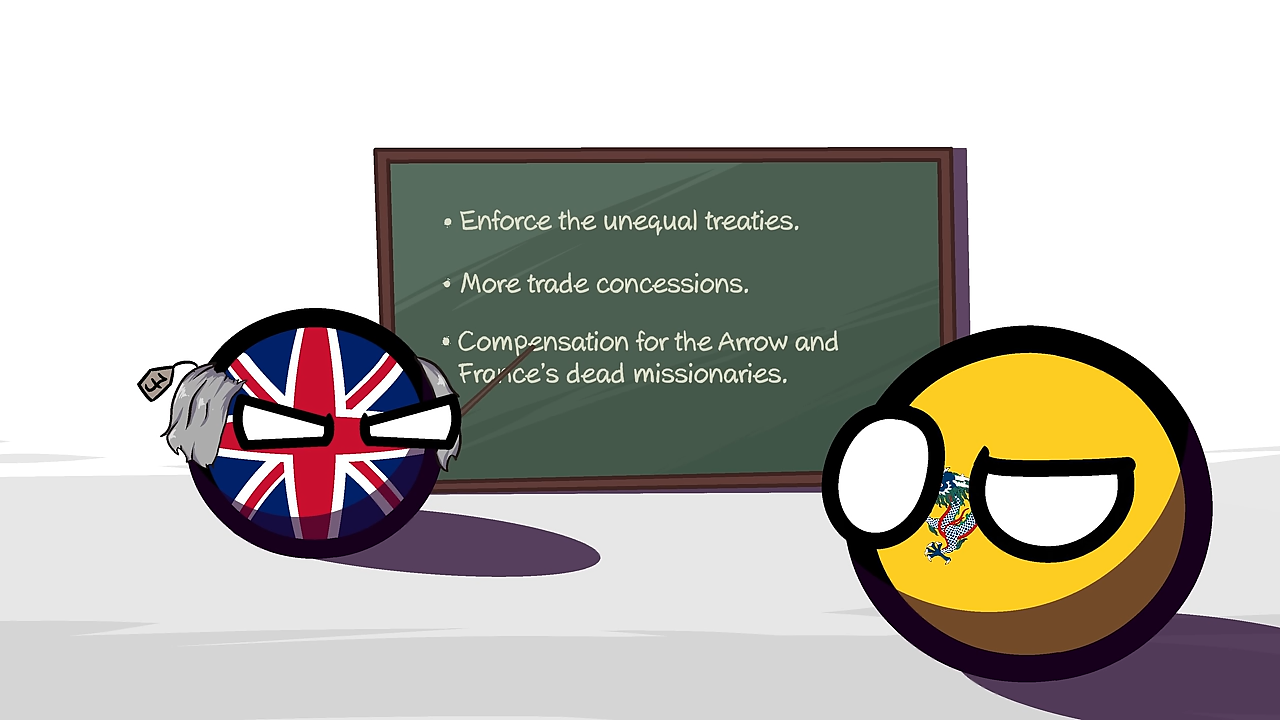 • Enforce the unequal treaties.
• More trade concessions.
• Compensation for the Arrow and
France's dead missionaries.